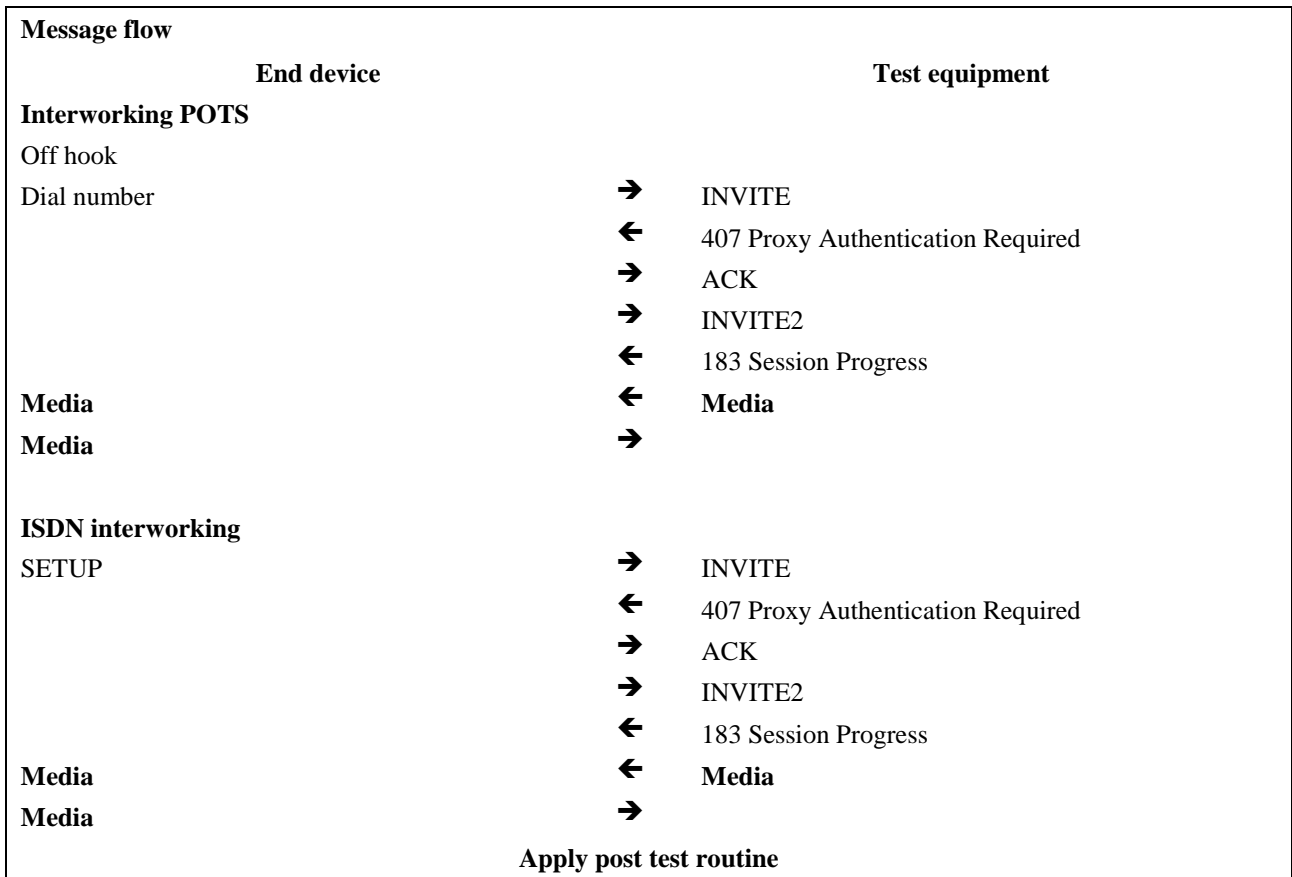 Message flow
End device Test equipment
Interworking POTS
Off hook
Dial number ➔ INVITE
🡸 407 Proxy Authentication Required
➔ ACK
➔ INVITE2
🡸 183 Session Progress
Media 🡸 Media
Media ➔
ISDN interworking
SETUP ➔ INVITE
🡸 407 Proxy Authentication Required
➔ ACK
➔ INVITE2
🡸 183 Session Progress
Media 🡸 Media
Media ➔
Apply post test routine